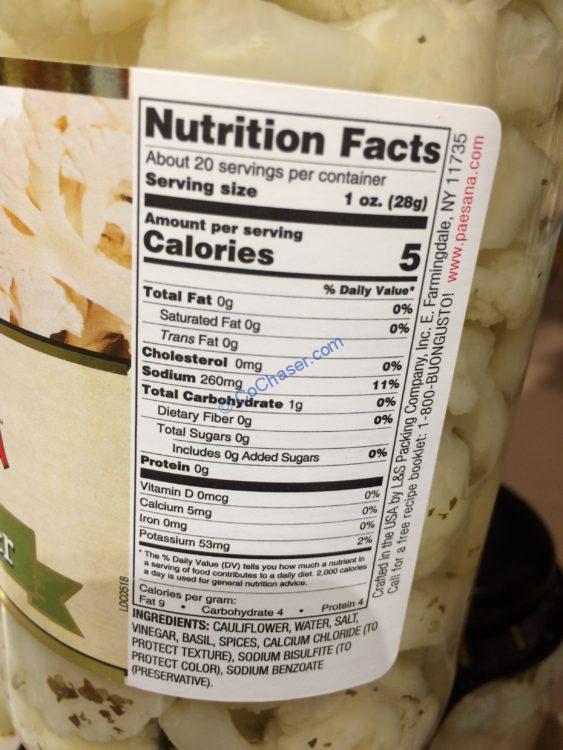 Nutrition Facts
About 20 servings per container
Serving size 1 oz. (28g)
Amount per serving
Calories 5
% Daily Value*
Total Fat 0g 0%
Saturated Fat 0g 0%
Trans Fat 0g
Cholesterol 0mg 0%
Sodium 260mg 11%
Total Carbohydrate 1g 0%
Dietary Fiber 0g 0%
Total Sugars 0g
Includes 0g Added Sugars 0%
Protein 0g
Vitamin D 0mcg 0%
Calcium 5mg 0%
Iron 0mg 0%
Potassium 53mg 2%
* The % Daily Value (DV) tells you how much a nutrient in
a serving of food contributes to a daily diet. 2,000 calories
a day is used for general nutrition advice.
Calories per gram:
Fat 9 • Carbohydrate 4 • Protein 4
INGREDIENTS: CAULIFLOWER, WATER, SALT,
VINEGAR, BASIL, SPICES, CALCIUM CHLORIDE (TO
PROTECT TEXTURE), SODIUM BISULFITE (TO
PROTECT COLOR), SODIUM BENZOATE
(PRESERVATIVE).
Crafted in the USA by L&S Packing Company, Inc. E. Farmingdale, NY 11735
Call for a free recipe booklet: 1-800-BUONGUSTO! www.paesana.com
LDC0518
© CoChaser.com